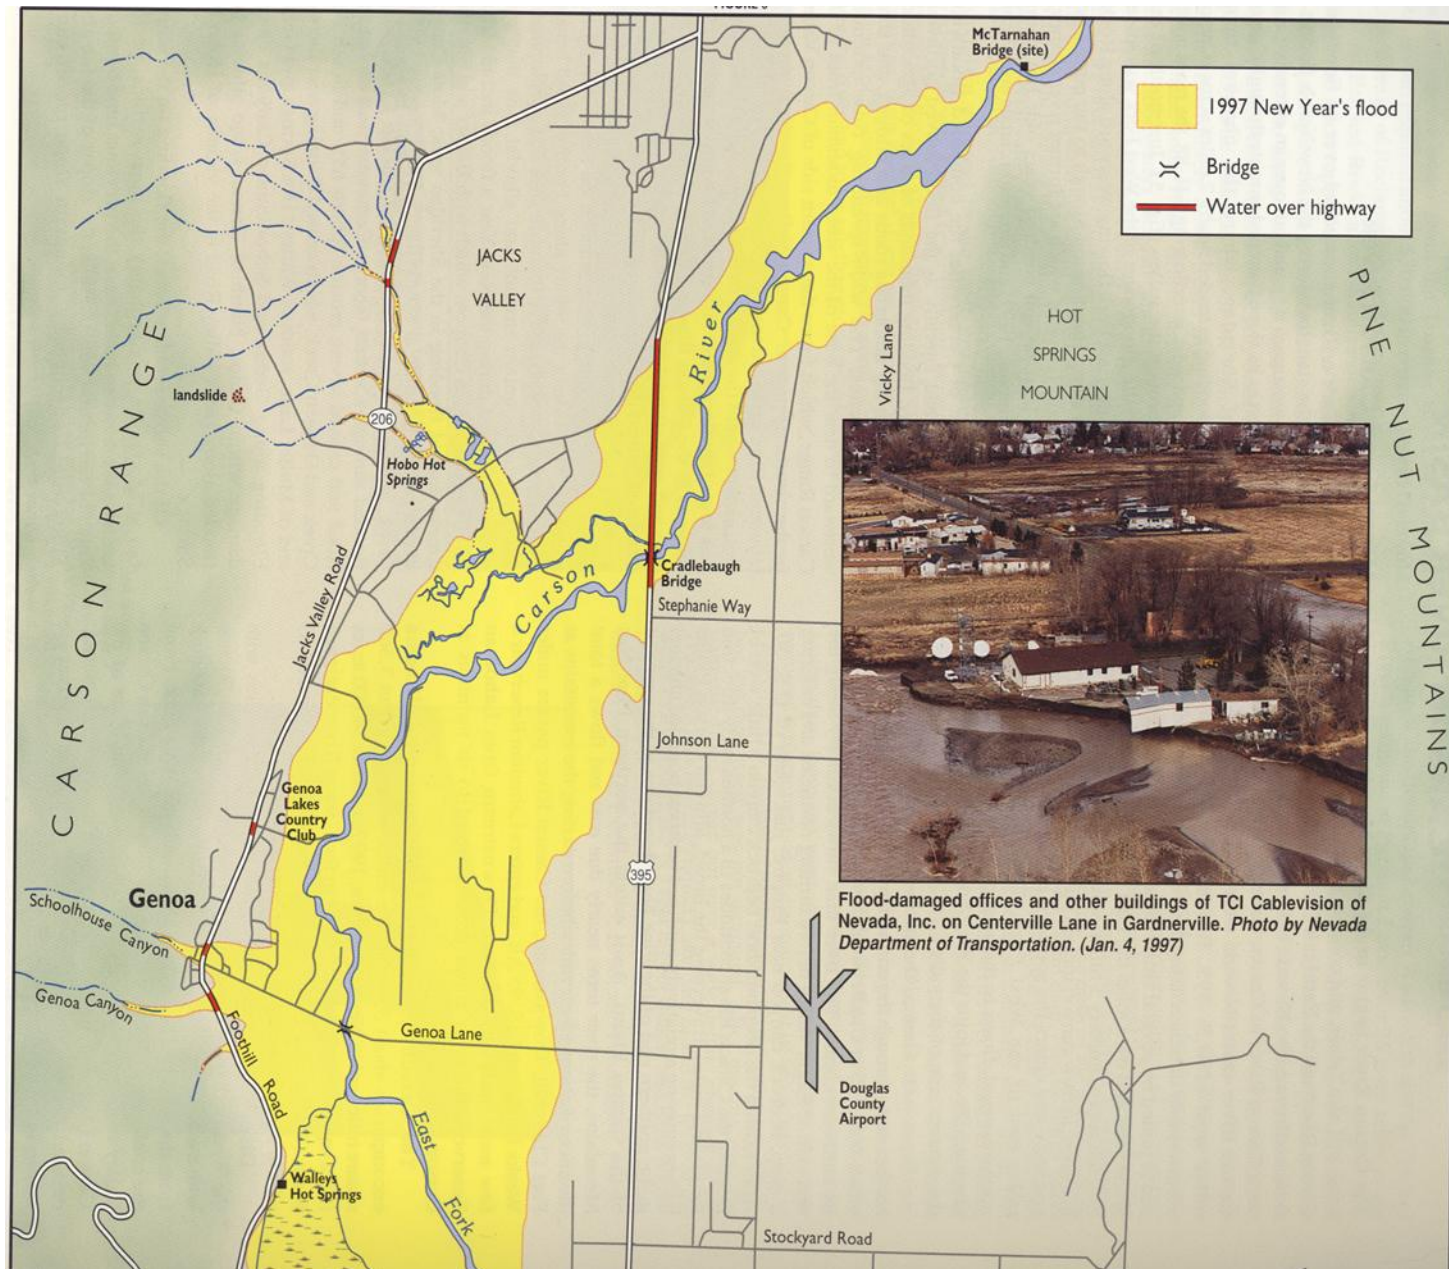 McTarnahan
Bridge (site)
1997 New Year's flood
Bridge
Water over highway
JACKS
VALLEY
HOT
SPRINGS
MOUNTAIN
PINE NUT MOUNTAINS
CARSON RANGE
River
Vicky Lane
landslide
206
Hobo Hot
Springs
Jacks Valley Road
Carson
Cradlebaugh
Bridge
Stephanie Way
Johnson Lane
Genoa
Lakes
Country
Club
395
Genoa
Schoolhouse Canyon
Genoa Canyon
Foothill Road
Genoa Lane
Flood-damaged offices and other buildings of TCI Cablevision of
Nevada, Inc. on Centerville Lane in Gardnerville. Photo by Nevada
Department of Transportation. (Jan. 4, 1997)
Douglas
County
Airport
East Fork
Walleys
Hot Springs
Stockyard Road